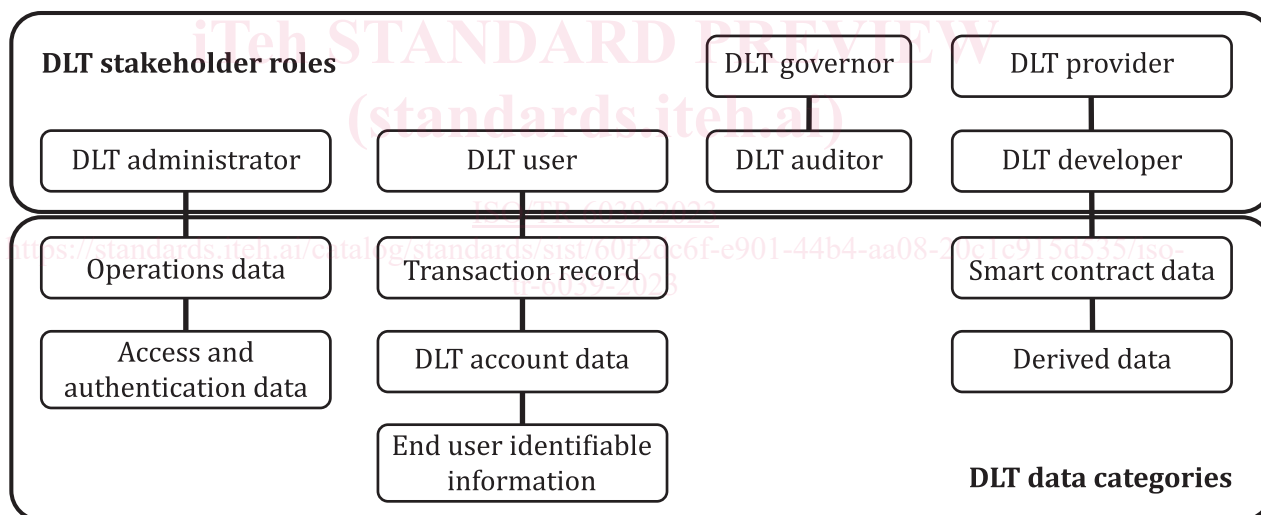 iTeh STANDARD PREVIEW
(standards.iteh.ai)
DLT stakeholder roles
DLT governor
DLT provider
DLT administrator
DLT user
DLT auditor
DLT developer
ISO/TR 6039:2023
https://standards.iteh.ai/catalog/standards/sist/60f2dc6f-e901-44b4-aa08-20c1c915d535/iso-
tr-6039-2023
Operations data
Transaction record
Smart contract data
Access and
authentication data
DLT account data
Derived data
End user identifiable
information
DLT data categories